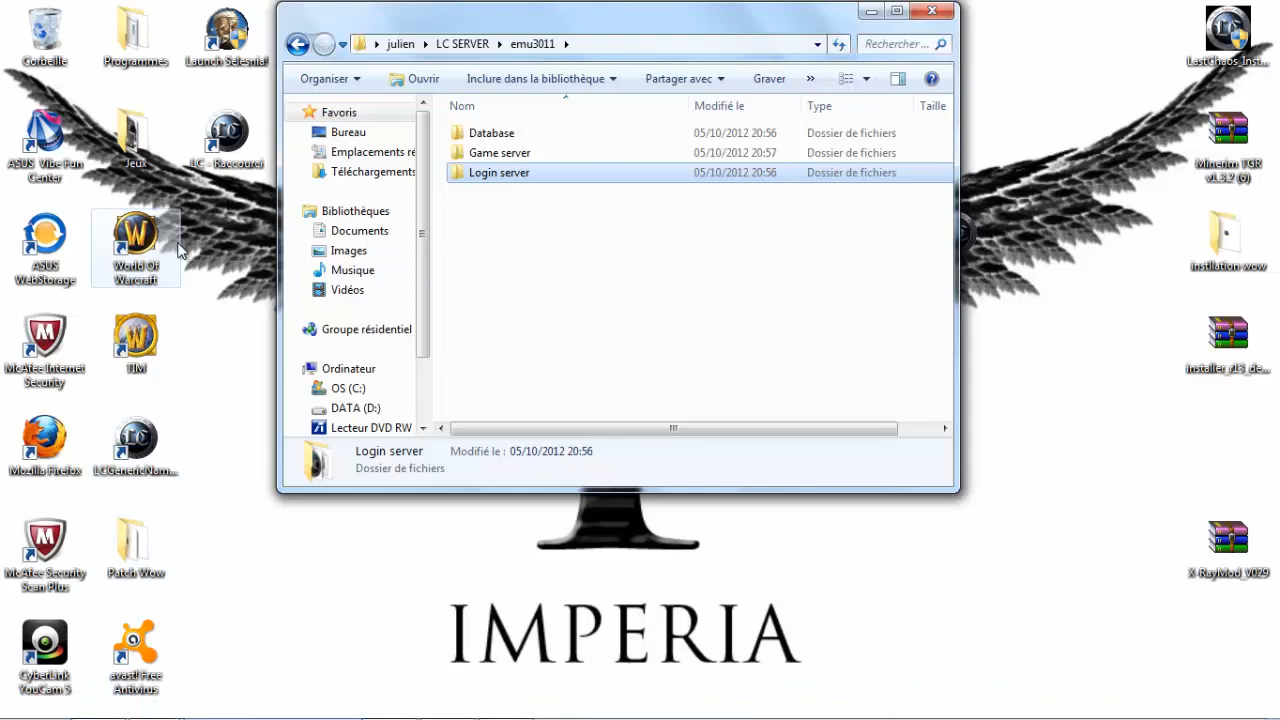 Corbeille
Programmes
Launch Selesnia!
ASUS Vibe Fun
Center
Jeux
LC - Raccourci
ASUS
WebStorage
World Of
Warcraft
McAfee Internet
Security
TIM
Mozilla Firefox
LCGenericNam...
McAfee Security
Scan Plus
Patch Wow
CyberLink
YouCam 5
avast! Free
Antivirus
julien
LC SERVER
emu3011
Rechercher...
Organiser
Ouvrir
Inclure dans la bibliothèque
Partager avec
Graver
»
Nom
Modifié le
Type
Taille
Favoris
Bureau
Emplacements ré
Téléchargements
Bibliothèques
Documents
Images
Musique
Vidéos
Groupe résidentiel
Ordinateur
OS (C:)
DATA (D:)
Lecteur DVD RW
Database 05/10/2012 20:56 Dossier de fichiers
Game server 05/10/2012 20:57 Dossier de fichiers
Login server 05/10/2012 20:56 Dossier de fichiers
Login server Modifié le : 05/10/2012 20:56
Dossier de fichiers
LastChaos_Inst...
Minerim TGR
v1.3.2 (6)
instllation wow
installer_r13_de...
X-RayMod_V029
IMPERIA